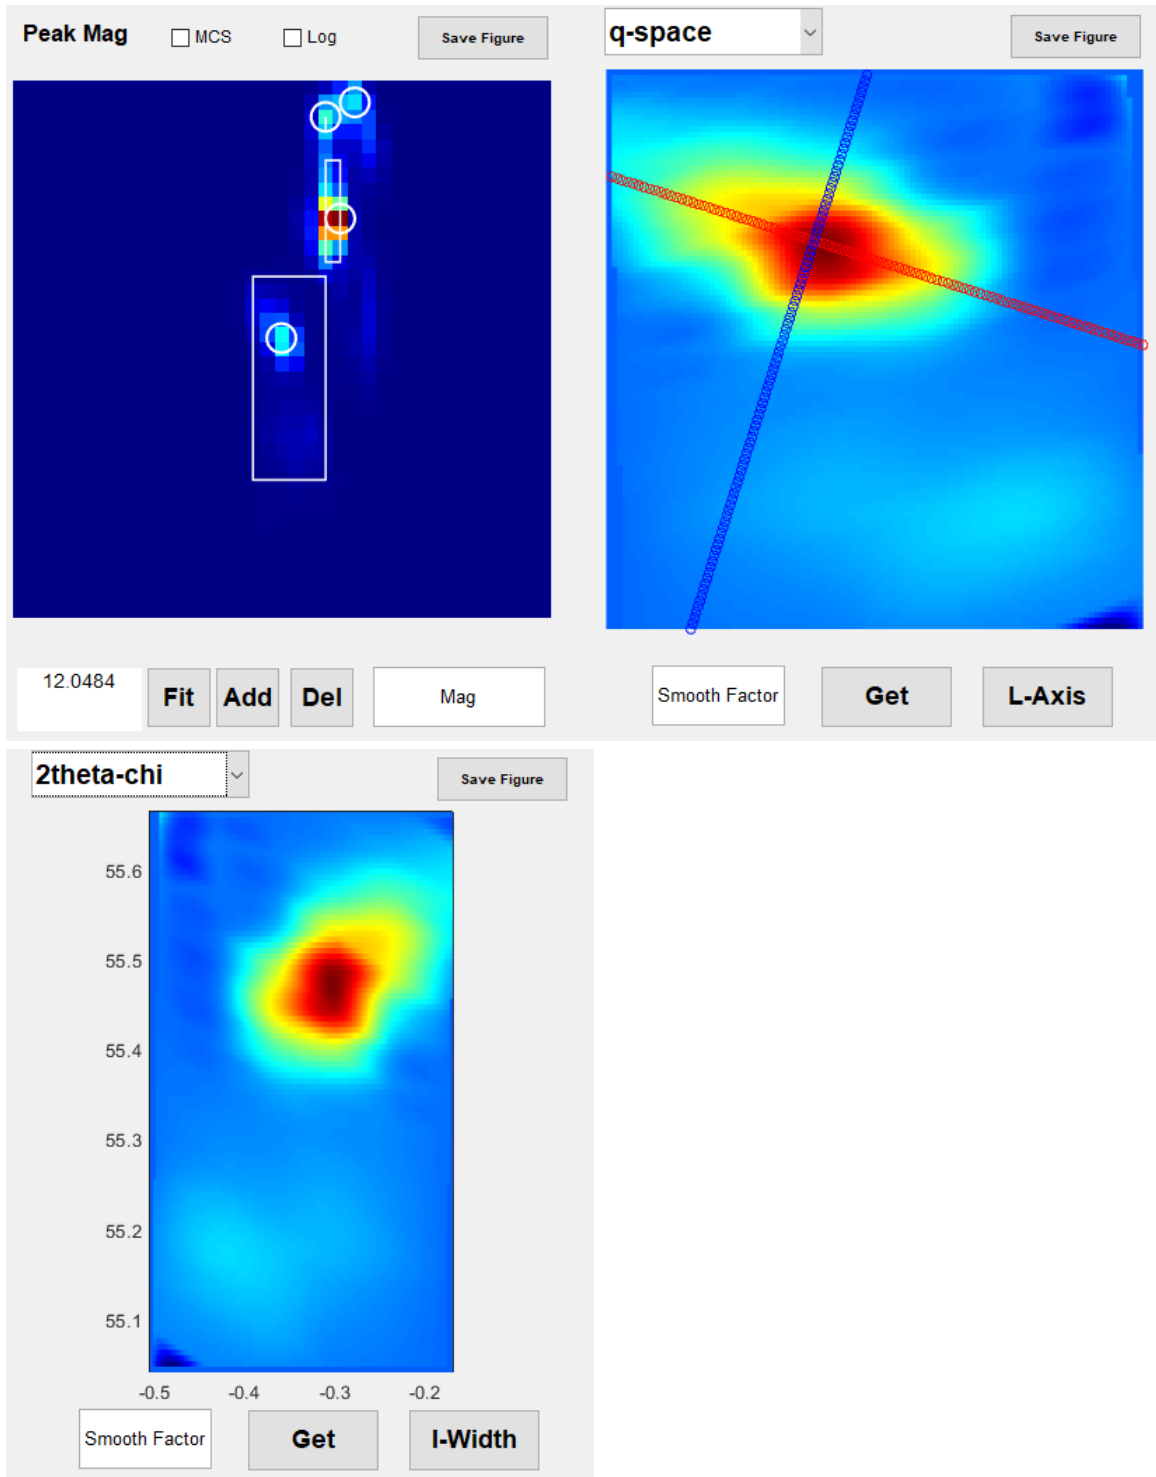 Peak Mag
MCS
Log
Save Figure
q-space
Save Figure
12.0484
Fit
Add
Del
Mag
Smooth Factor
Get
L-Axis
2theta-chi
Save Figure
55.6
55.5
55.4
55.3
55.2
55.1
-0.5 -0.4 -0.3 -0.2
Smooth Factor
Get
I-Width